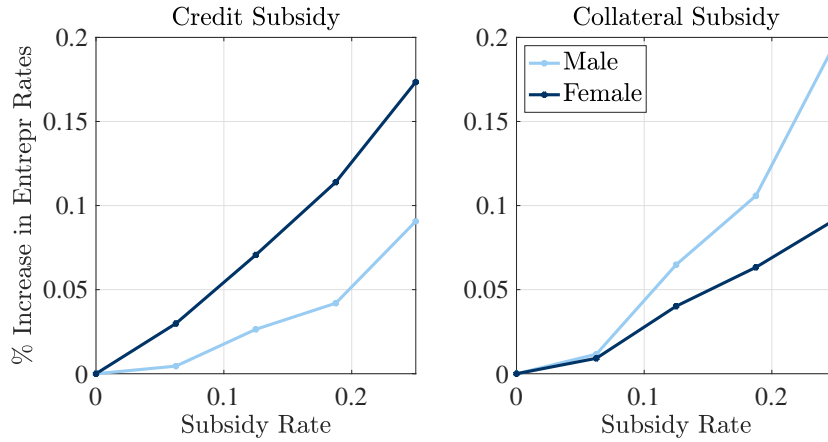 Credit Subsidy
% Increase in Entrepr Rates
0.2
0.15
0.1
0.05
0
0
0.1
0.2
Subsidy Rate
Collateral Subsidy
Male
Female
0.2
0.15
0.1
0.05
0
0
0.1
0.2
Subsidy Rate